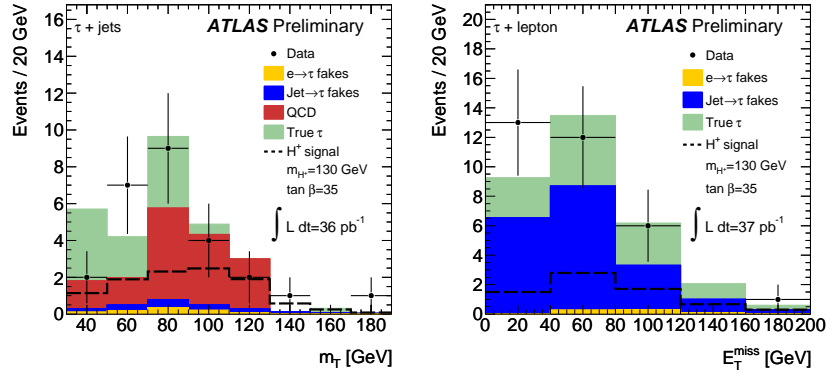 τ + jets
ATLAS Preliminary
Data
e→τ fakes
Jet→τ fakes
QCD
True τ
H⁺ signal
m_H⁺=130 GeV
tan β=35
∫ L dt=36 pb⁻¹
Events / 20 GeV
16
14
12
10
8
6
4
2
0
40 60 80 100 120 140 160 180
m_T [GeV]
τ + lepton
ATLAS Preliminary
Data
e→τ fakes
Jet→τ fakes
True τ
H⁺ signal
m_H⁺=130 GeV
tan β=35
∫ L dt=37 pb⁻¹
Events / 20 GeV
20
18
16
14
12
10
8
6
4
2
0
0 20 40 60 80 100 120 140 160 180 200
E_T^miss [GeV]